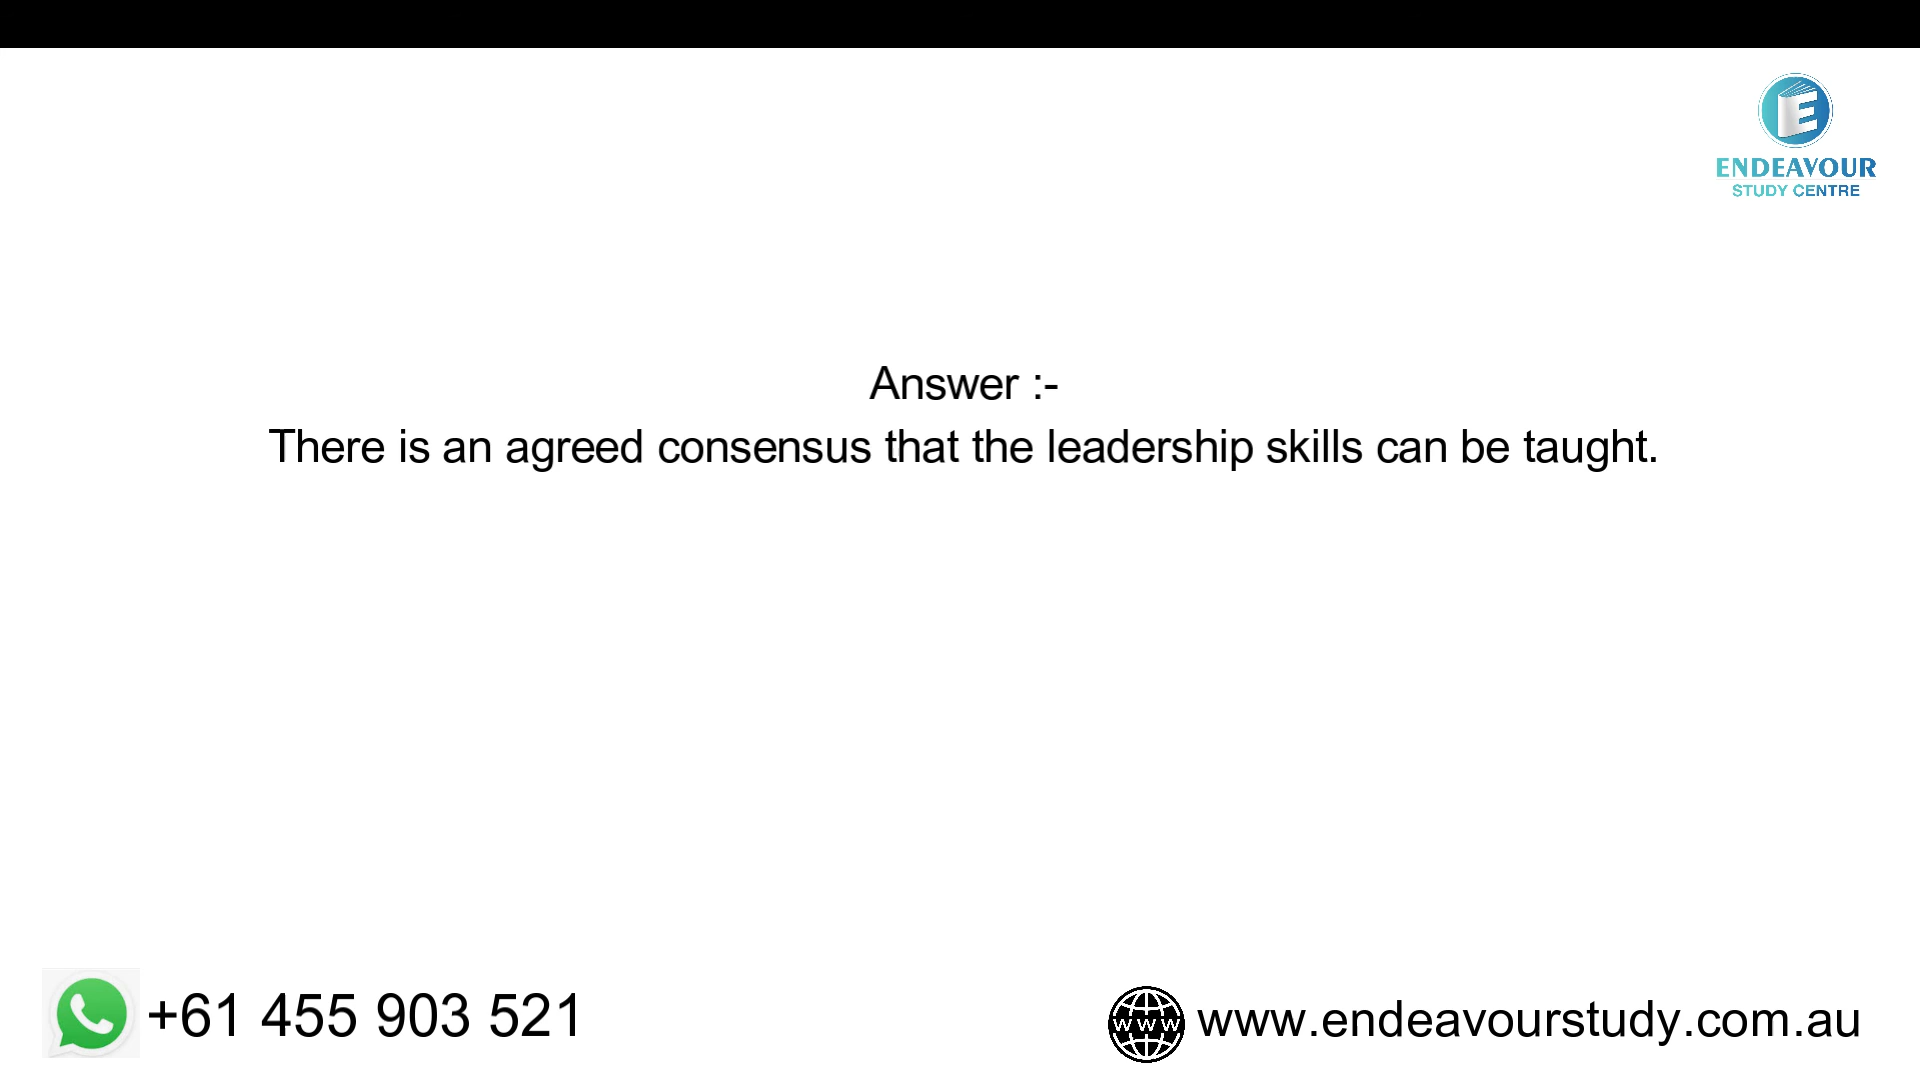 ENDEAVOUR
STUDY CENTRE
Answer :-
There is an agreed consensus that the leadership skills can be taught.
+61 455 903 521
www www.endeavourstudy.com.au